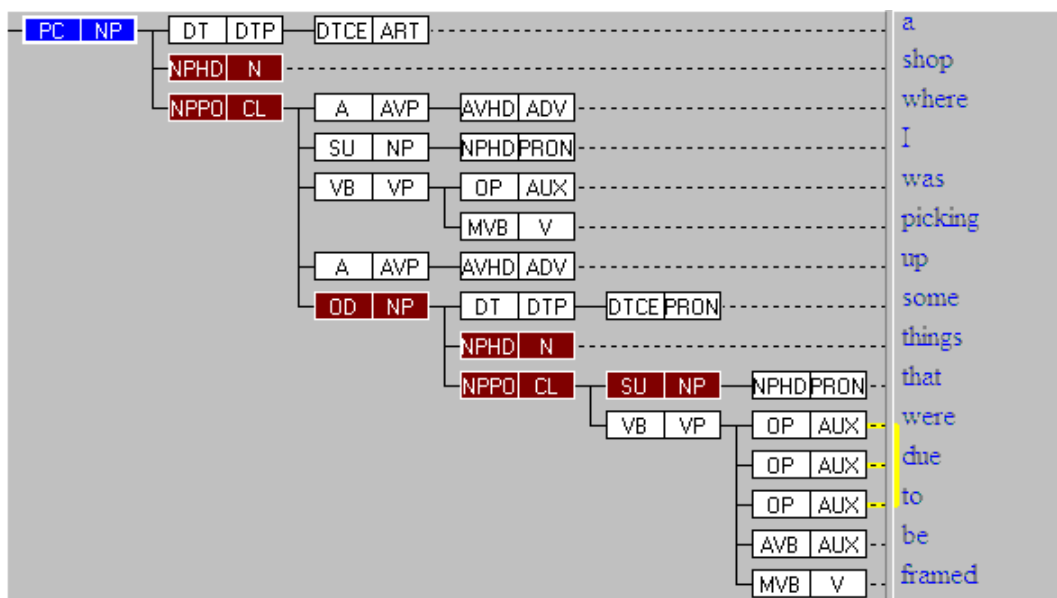 PC NP DT DTP DTCE ART a
NPHD N shop
NPPO CL A AVP AVHD ADV where
SU NP NPHD PRON I
VB VP OP AUX was
MVB V picking
A AVP AVHD ADV up
OD NP DT DTP DTCE PRON some
NPHD N things
NPPO CL SU NP NPHD PRON that
VB VP OP AUX were
OP AUX due
OP AUX to
AVB AUX be
MVB V framed